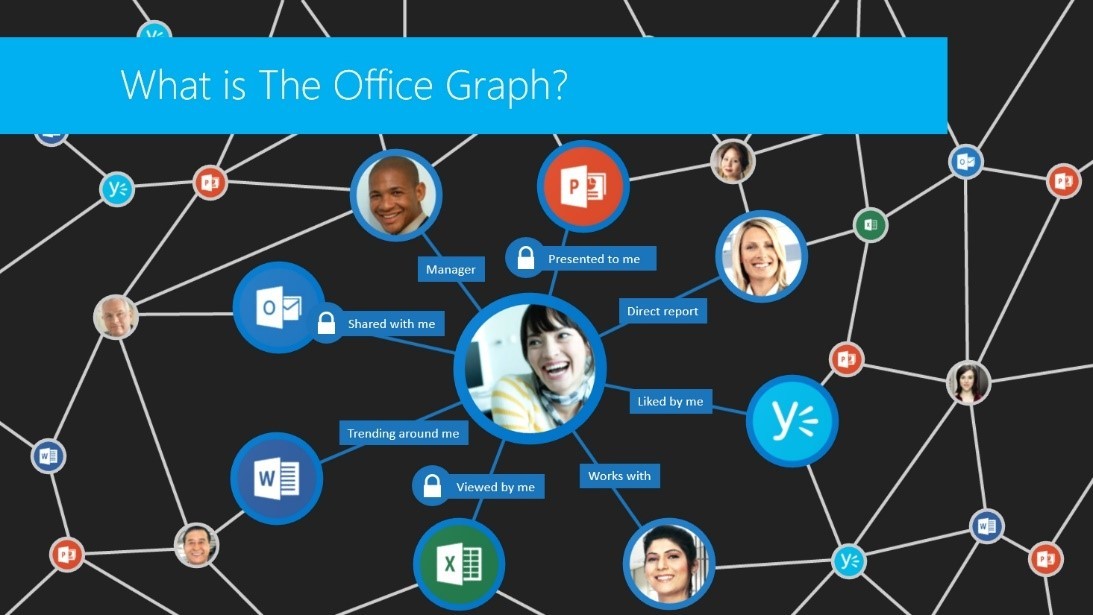 What is The Office Graph?
Manager
Presented to me
Direct report
Shared with me
Liked by me
Trending around me
Works with
Viewed by me